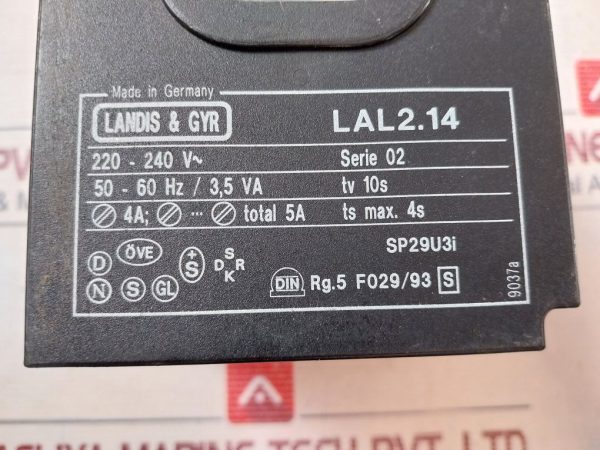 Made in Germany
LANDIS & GYR
LAL2.14
220 - 240 V~
Serie 02
50 - 60 Hz / 3,5 VA
tv 10s
4A; ··· total 5A
ts max. 4s
SP29U3i
D
ÖVE
+S
S
D R
K
N
S
GL
DIN Rg.5 F029/93 S
9037a